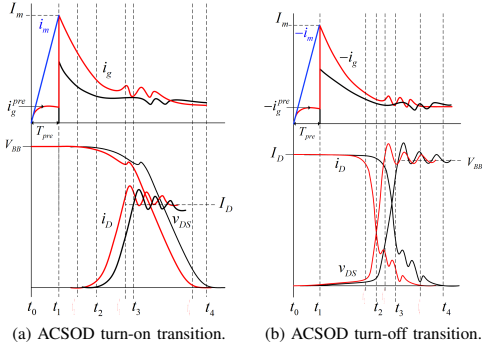 I_m
i_m
i_g
i_g^pre
T_pre
V_BB
i_D
v_DS
I_D
t_0 t_1 t_2 t_3 t_4
(a) ACSOD turn-on transition.
I_m
−i_m
−i_g
−i_g^pre
T_pre
I_D
i_D
V_BB
v_DS
t_0 t_1 t_2 t_3 t_4
(b) ACSOD turn-off transition.